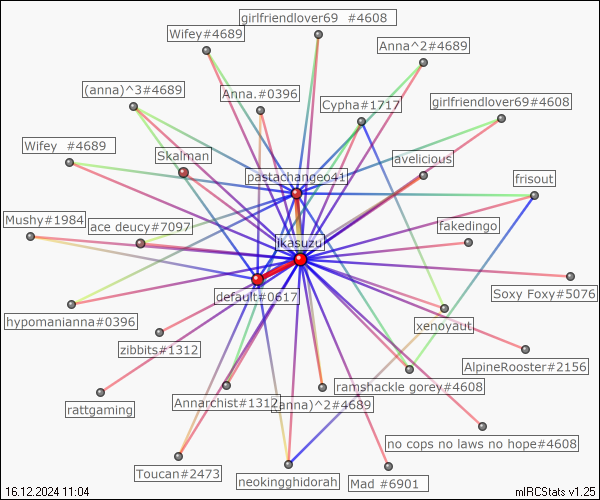 girlfriendlover69  #4608
Wifey#4689
Anna^2#4689
(anna)^3#4689
Anna.#0396
Cypha#1717
girlfriendlover69#4608
Wifey  #4689
Skalman
avelicious
pastachange041
frisout
Mushy#1984
ace deucy#7097
fakedingo
ikasuzu
Soxy Foxy#5076
default#0617
hypomanianna#0396
xenoyaut
zibbits#1312
AlpineRooster#2156
ramshackle gorey#4608
rattgaming
Annarchist#1312
(anna)^2#4689
no cops no laws no hope#4608
Toucan#2473
neokingghidorah
Mad #6901
16.12.2024 11:04
mIRCStats v1.25